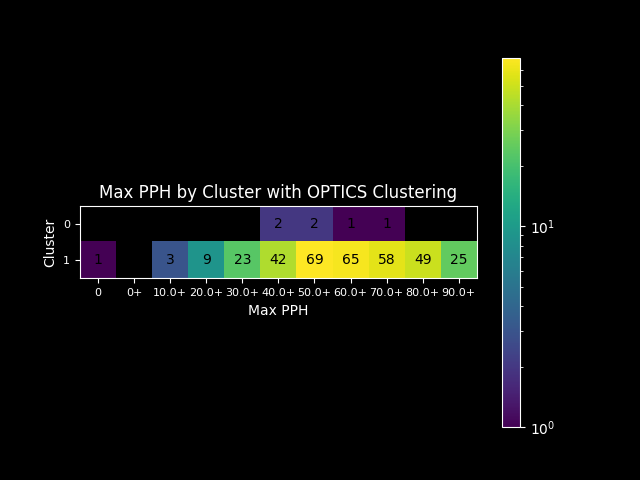 Max PPH by Cluster with OPTICS Clustering
Cluster
0 2 2 1 1
1 1 3 9 23 42 69 65 58 49 25
0 0+ 10.0+ 20.0+ 30.0+ 40.0+ 50.0+ 60.0+ 70.0+ 80.0+ 90.0+
Max PPH
10¹
10⁰